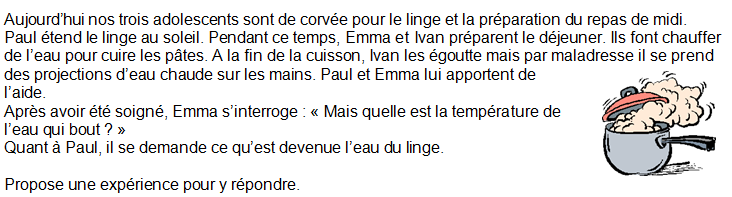 Aujourd'hui nos trois adolescents sont de corvée pour le linge et la préparation du repas de midi.
Paul étend le linge au soleil. Pendant ce temps, Emma et Ivan préparent le déjeuner. Ils font chauffer
de l'eau pour cuire les pâtes. A la fin de la cuisson, Ivan les égoutte mais par maladresse il se prend
des projections d'eau chaude sur les mains. Paul et Emma lui apportent de
l'aide.
Après avoir été soigné, Emma s'interroge : « Mais quelle est la température de
l'eau qui bout ? »
Quant à Paul, il se demande ce qu'est devenue l'eau du linge.
Propose une expérience pour y répondre.